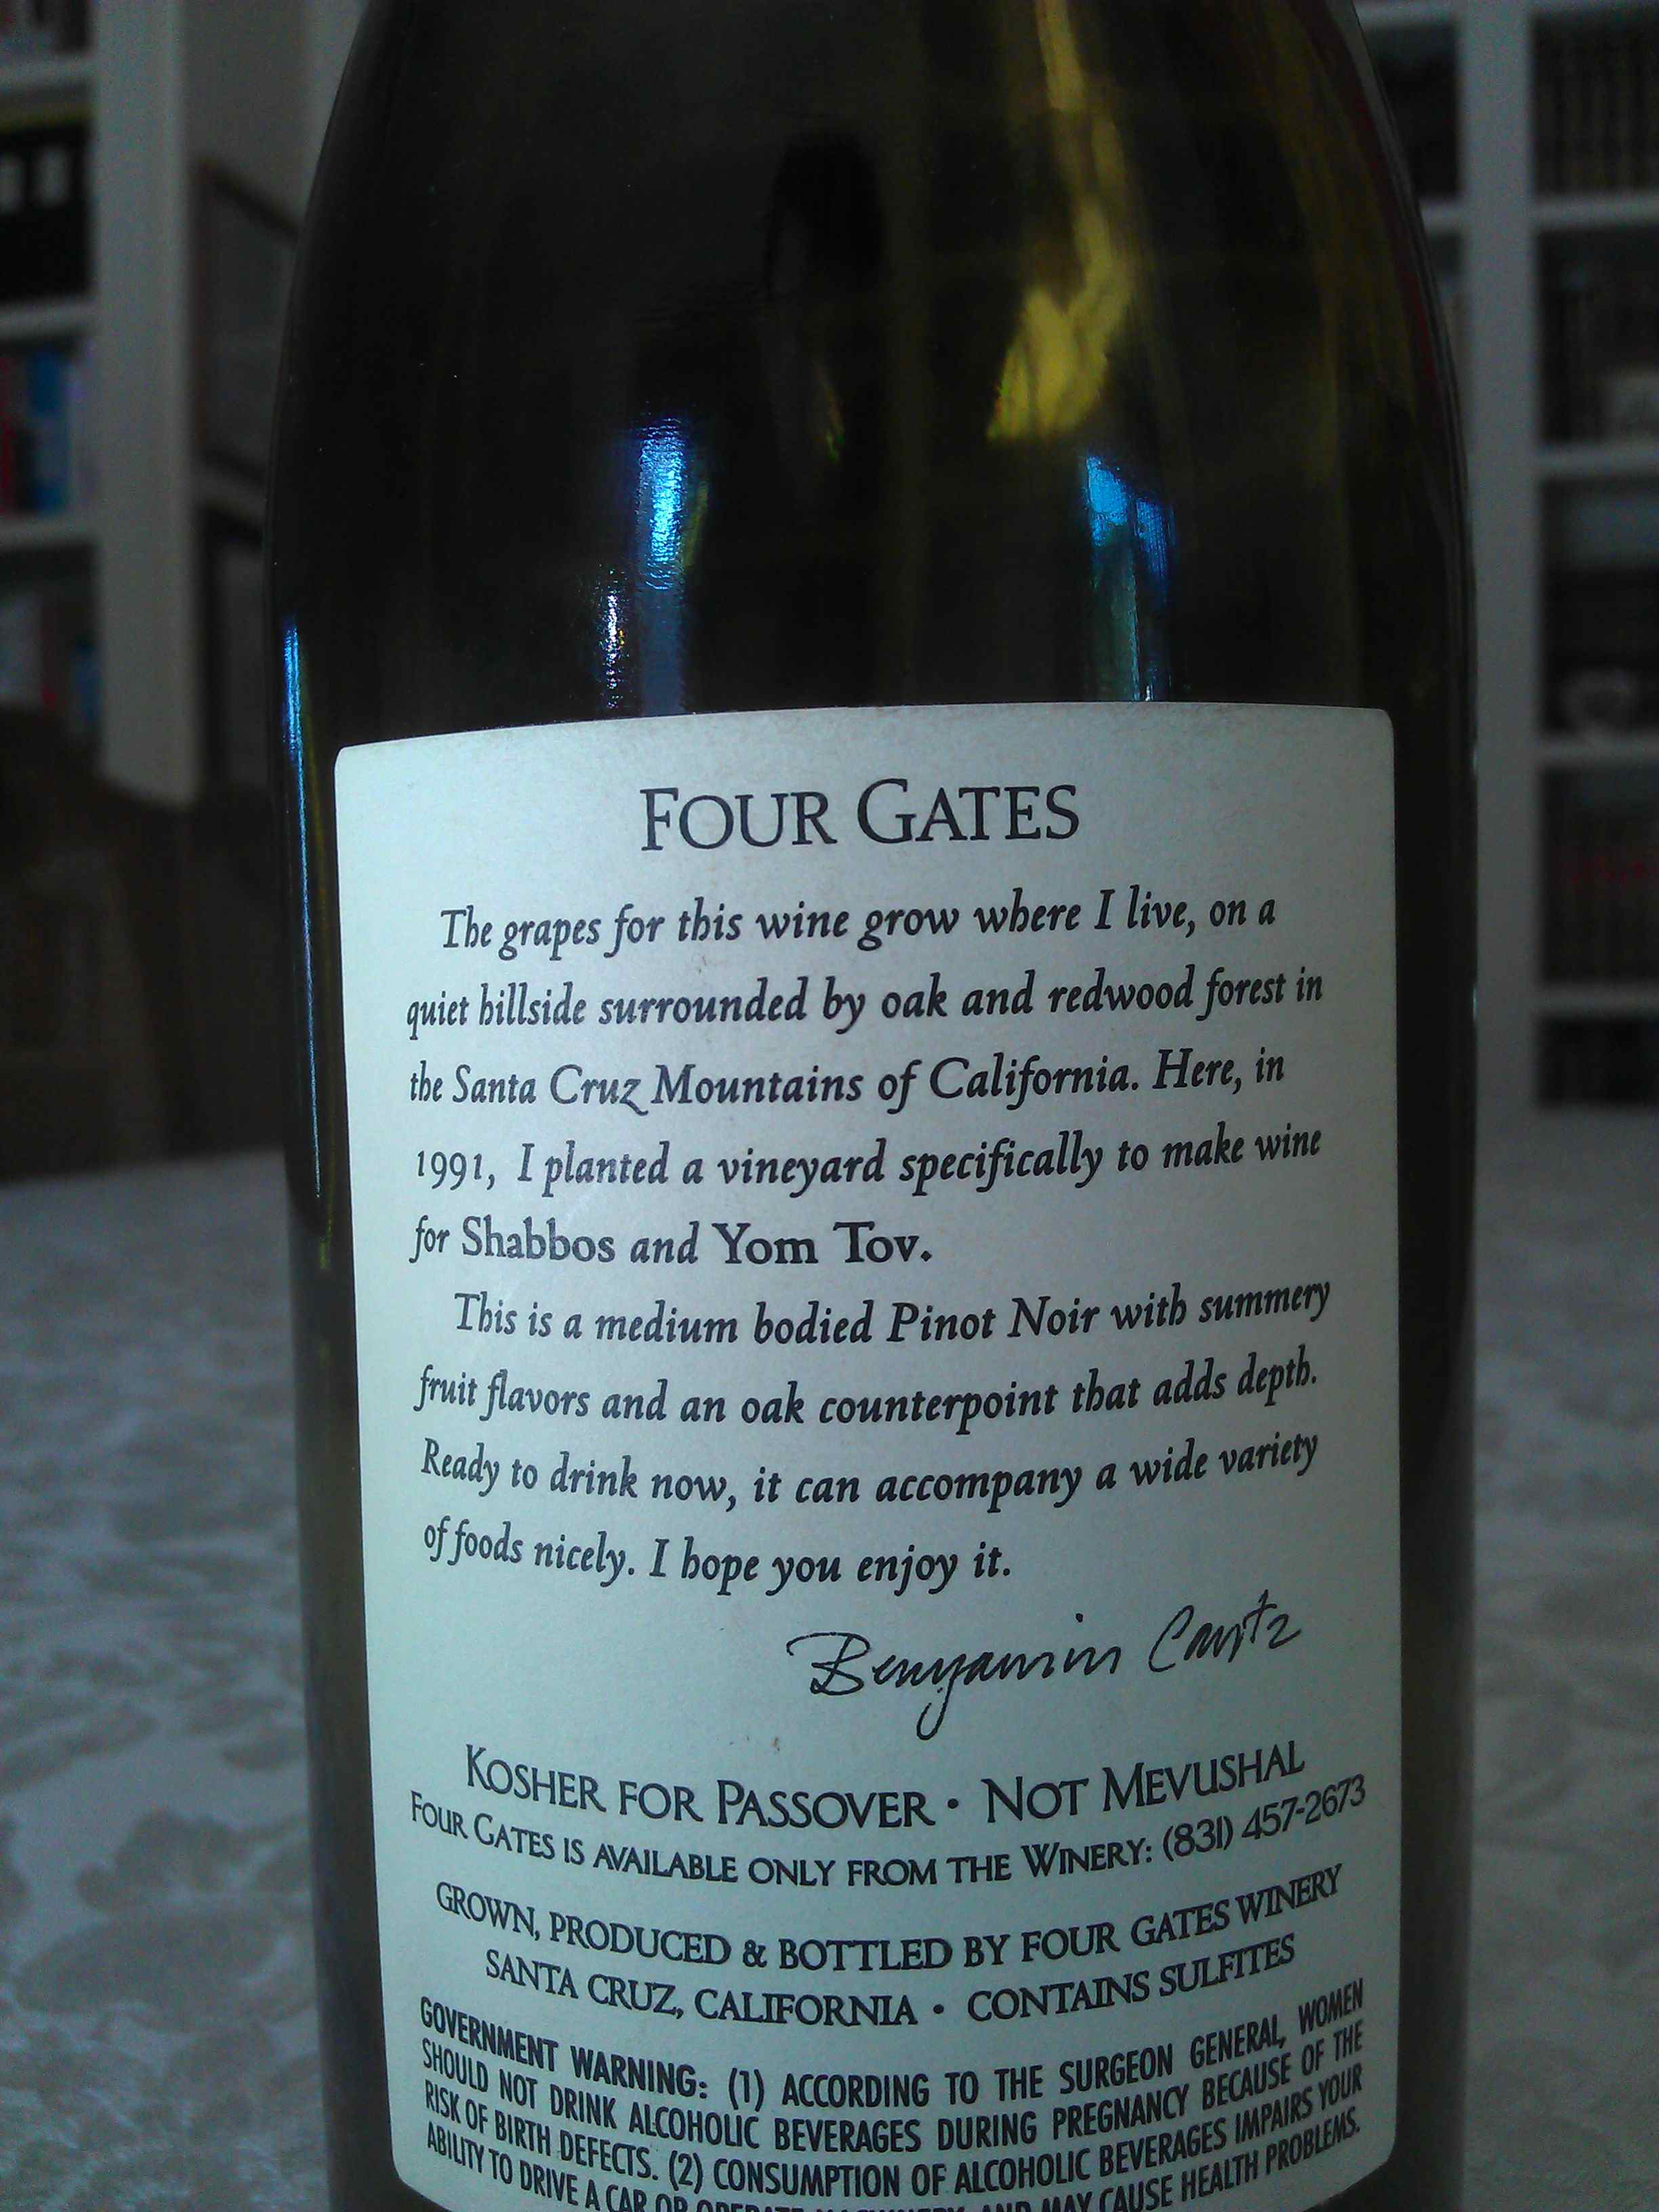 FOUR GATES
The grapes for this wine grow where I live, on a
quiet hillside surrounded by oak and redwood forest in
the Santa Cruz Mountains of California. Here, in
1991, I planted a vineyard specifically to make wine
for Shabbos and Yom Tov.
This is a medium bodied Pinot Noir with summery
fruit flavors and an oak counterpoint that adds depth.
Ready to drink now, it can accompany a wide variety
of foods nicely. I hope you enjoy it.
Benyamin Cantz
KOSHER FOR PASSOVER • NOT MEVUSHAL
FOUR GATES IS AVAILABLE ONLY FROM THE WINERY: (831) 457-2673
GROWN, PRODUCED & BOTTLED BY FOUR GATES WINERY
SANTA CRUZ, CALIFORNIA • CONTAINS SULFITES
GOVERNMENT WARNING: (1) ACCORDING TO THE SURGEON GENERAL, WOMEN
SHOULD NOT DRINK ALCOHOLIC BEVERAGES DURING PREGNANCY BECAUSE OF THE
RISK OF BIRTH DEFECTS. (2) CONSUMPTION OF ALCOHOLIC BEVERAGES IMPAIRS YOUR
ABILITY TO DRIVE A CAR OR OPERATE MACHINERY, AND MAY CAUSE HEALTH PROBLEMS.